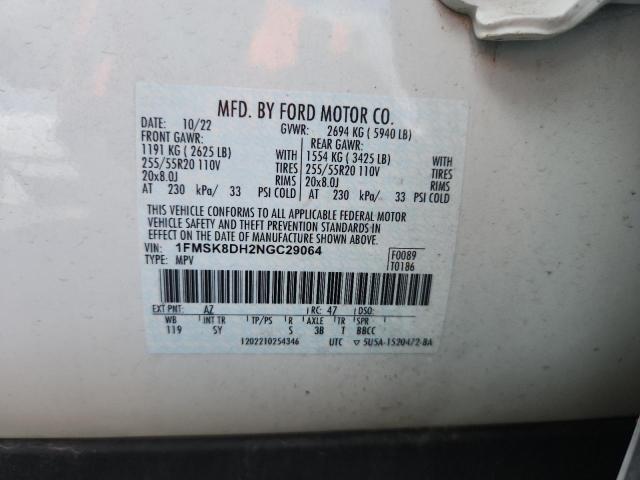 MFD. BY FORD MOTOR CO.
DATE: 10/22 GVWR: 2694 KG ( 5940 LB)
FRONT GAWR: REAR GAWR:
1191 KG ( 2625 LB) WITH 1554 KG ( 3425 LB) WITH
255/55R20 110V TIRES 255/55R20 110V TIRES
20x8.0J RIMS 20x8.0J RIMS
AT 230 kPa/ 33 PSI COLD AT 230 kPa/ 33 PSI COLD
THIS VEHICLE CONFORMS TO ALL APPLICABLE FEDERAL MOTOR
VEHICLE SAFETY AND THEFT PREVENTION STANDARDS IN
EFFECT ON THE DATE OF MANUFACTURE SHOWN ABOVE.
VIN: 1FMSK8DH2NGC29064 F0089
TYPE: MPV T0186
EXT PNT: AZ RC: 47 DSO:
WB INT TR TP/PS R AXLE TR SPR
119 SY S 3B T BBCC
1202210254346 UTC ▽ 5U5A-1520472-BA